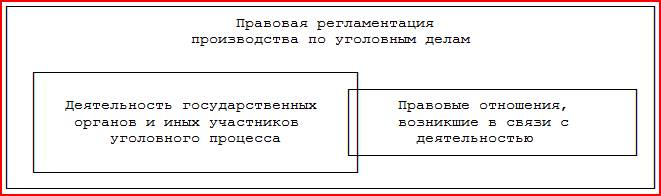 Правовая регламентация
производства по уголовным делам
Деятельность государственных
органов и иных участников
уголовного процесса
Правовые отношения,
возникшие в связи с
деятельностью